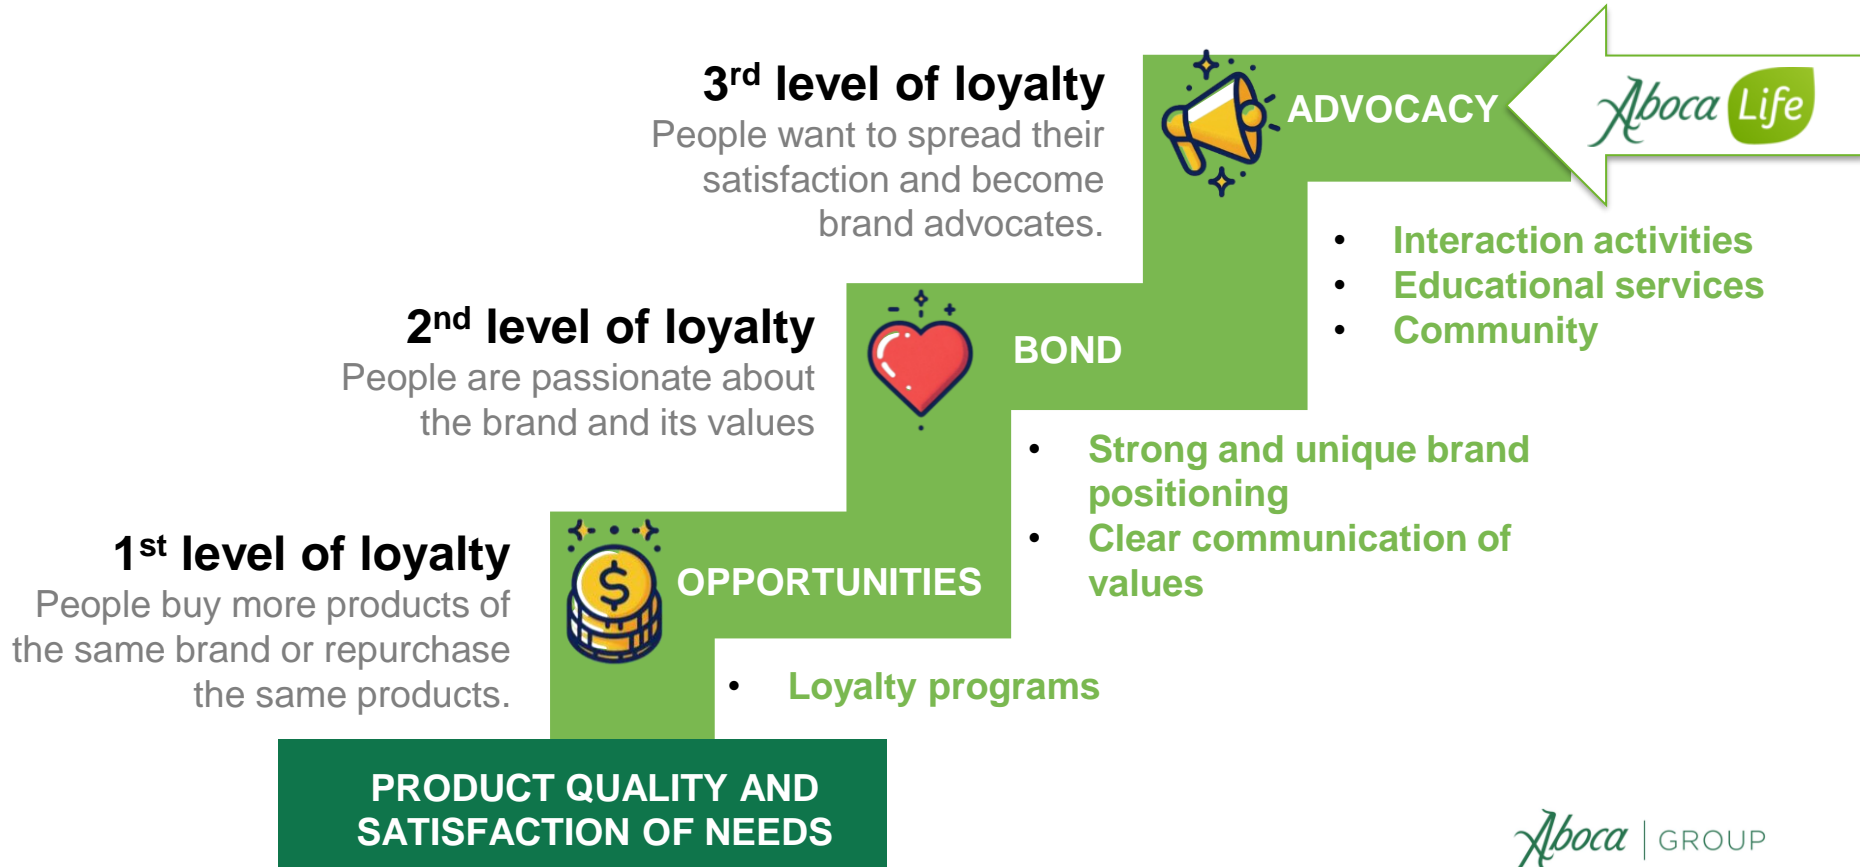 3rd level of loyalty
People want to spread their
satisfaction and become
brand advocates.
ADVOCACY
Aboca Life
• Interaction activities
• Educational services
• Community
2nd level of loyalty
People are passionate about
the brand and its values
BOND
• Strong and unique brand
positioning
• Clear communication of
values
1st level of loyalty
People buy more products of
the same brand or repurchase
the same products.
$
OPPORTUNITIES
• Loyalty programs
PRODUCT QUALITY AND
SATISFACTION OF NEEDS
Aboca | GROUP